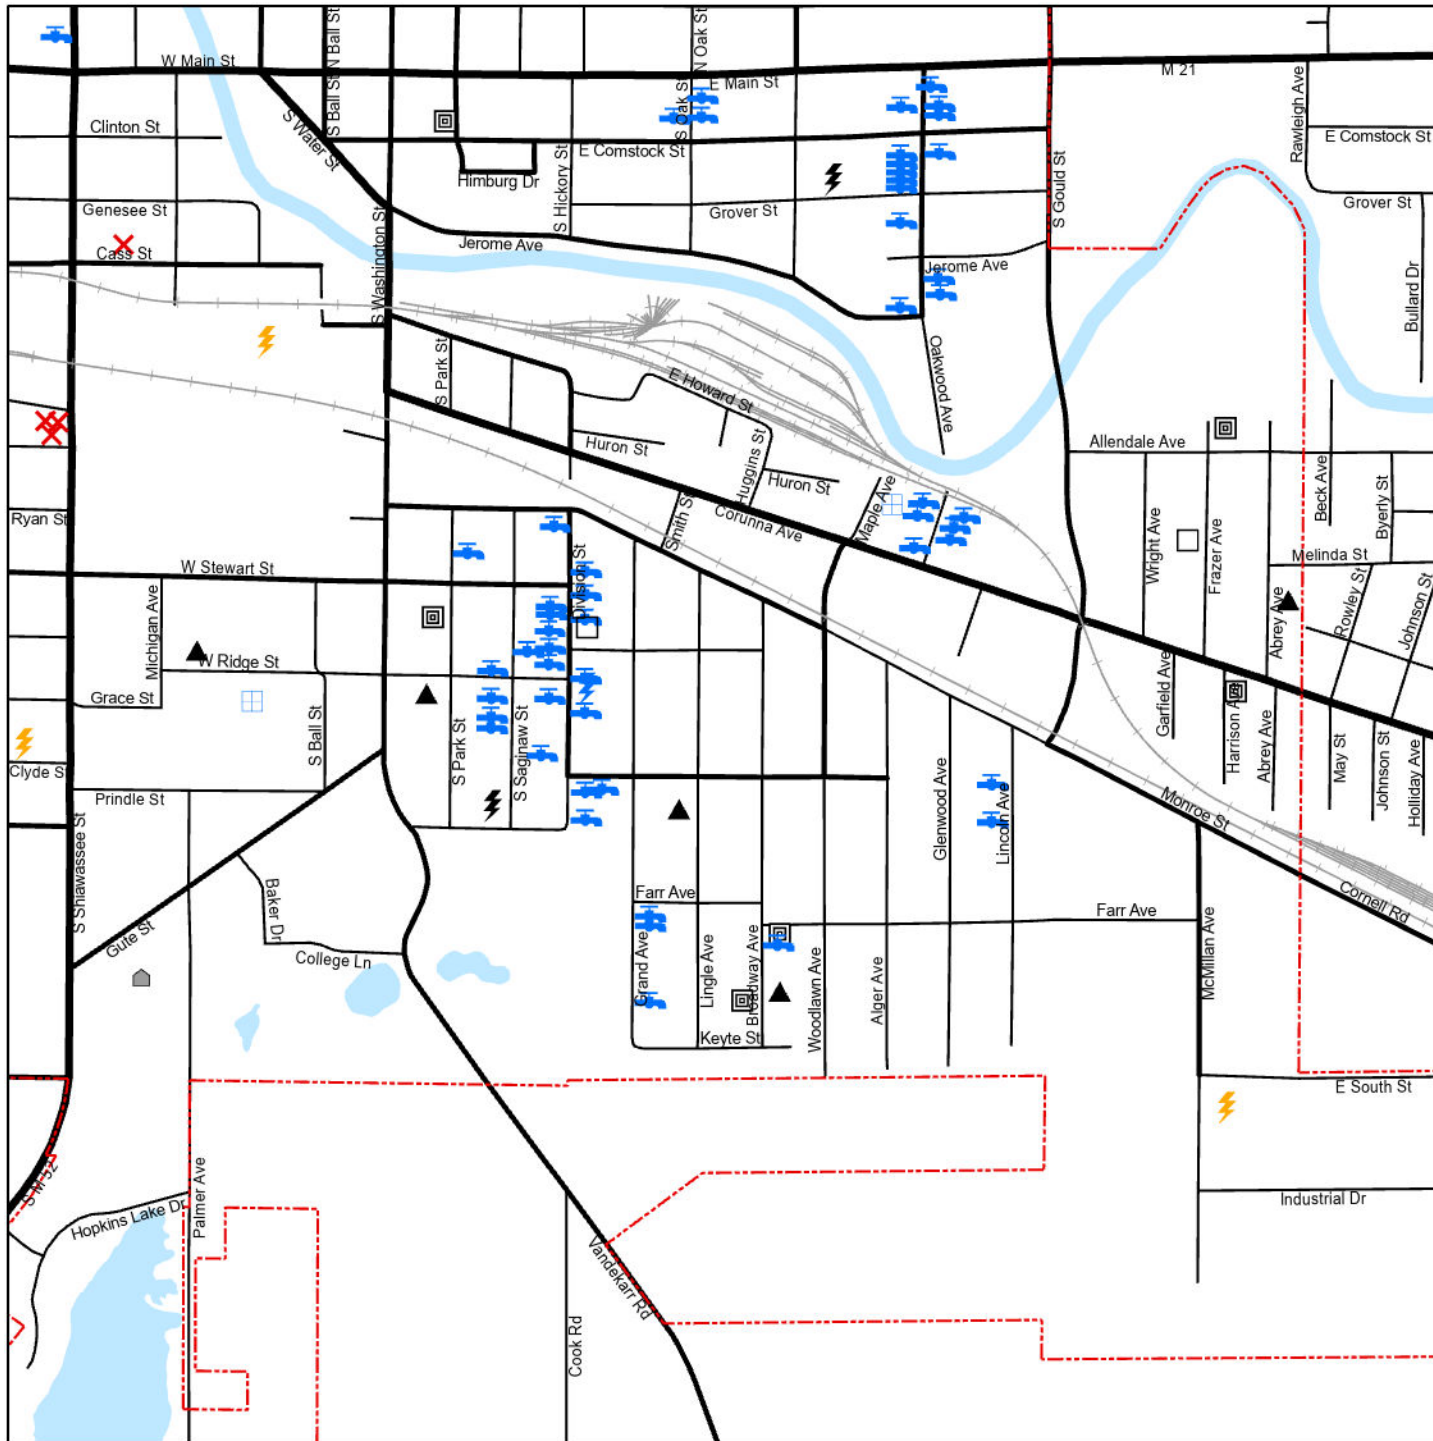 N Ball St
N Oak St
W Main St
M 21
E Main St
S Ball St
S Oak St
Rawleigh Ave
Clinton St
S Water St
E Comstock St
E Comstock St
Himburg Dr
S Hickory St
S Gould St
Genesee St
Grover St
Grover St
S Washington St
Jerome Ave
Cass St
Jerome Ave
Bullard Dr
S Park St
Oakwood Ave
E Howard St
Huron St
Allendale Ave
Huggins St
Huron St
Maple Ave
Beck Ave
Byerly St
Ryan St
Smith St
Corunna Ave
Wright Ave
Frazer Ave
Melinda St
W Stewart St
Division St
Michigan Ave
Abrey Ave
Rowley St
Johnson St
W Ridge St
Grace St
S Ball St
Garfield Ave
Harrison Ave
Abrey Ave
S Park St
S Saginaw St
May St
Johnson St
Holliday Ave
Clyde St
Prindle St
Glenwood Ave
Lincoln Ave
Monroe St
S Shiawassee St
Baker Dr
Farr Ave
Farr Ave
Cornell Rd
Gute St
College Ln
Grand Ave
Lingle Ave
Broadway Ave
Woodlawn Ave
Alger Ave
McMillan Ave
Keyte St
E South St
S M 52
Hopkins Lake Dr
Palmer Ave
Industrial Dr
Vandekarr Rd
Cook Rd